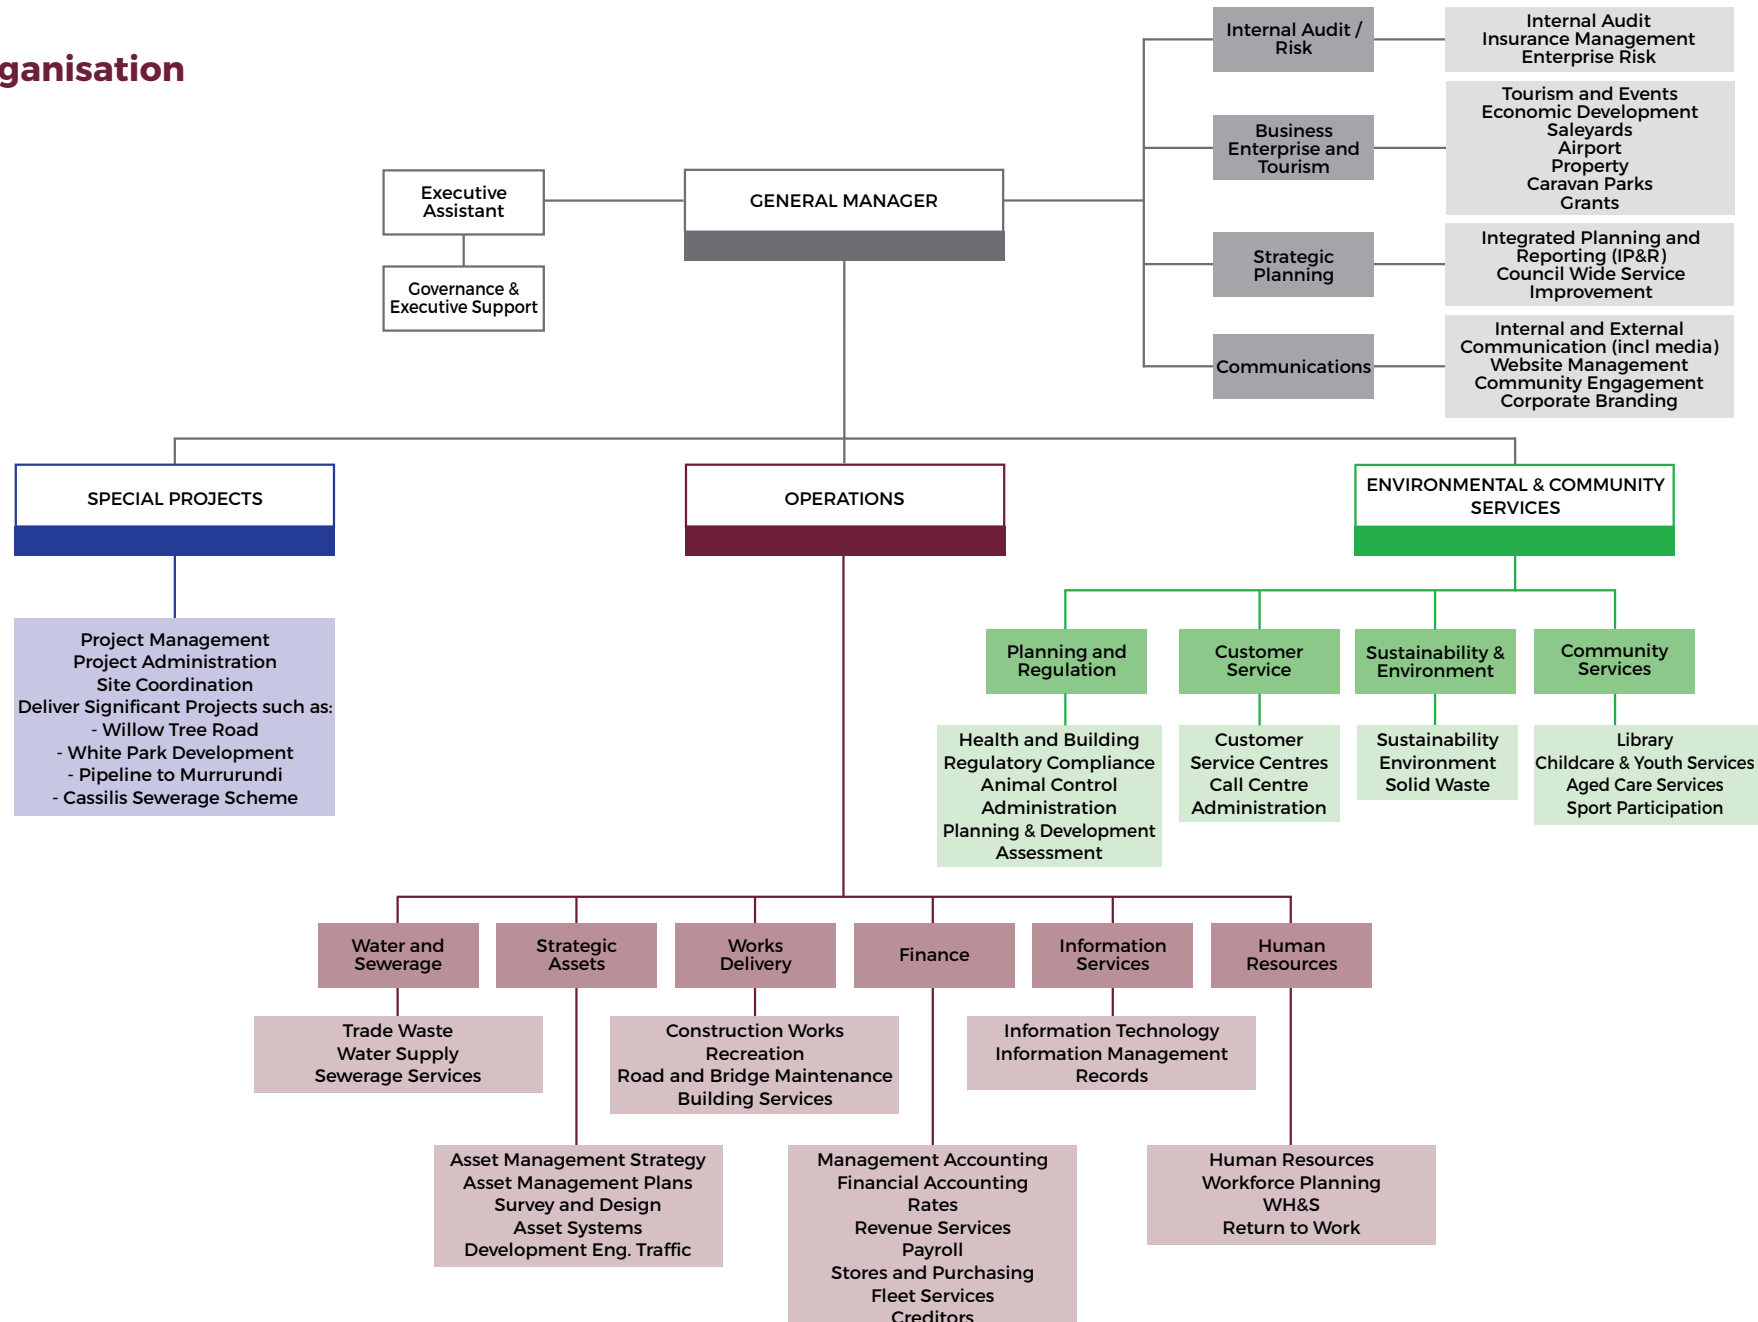 ganisation
Internal Audit /
Risk
Internal Audit
Insurance Management
Enterprise Risk
Business
Enterprise and
Tourism
Tourism and Events
Economic Development
Saleyards
Airport
Property
Caravan Parks
Grants
Executive
Assistant
GENERAL MANAGER
Governance &
Executive Support
Strategic
Planning
Integrated Planning and
Reporting (IP&R)
Council Wide Service
Improvement
Communications
Internal and External
Communication (incl media)
Website Management
Community Engagement
Corporate Branding
SPECIAL PROJECTS
OPERATIONS
ENVIRONMENTAL & COMMUNITY
SERVICES
Project Management
Project Administration
Site Coordination
Deliver Significant Projects such as:
- Willow Tree Road
- White Park Development
- Pipeline to Murrurundi
- Cassilis Sewerage Scheme
Planning and
Regulation
Customer
Service
Sustainability &
Environment
Community
Services
Health and Building
Regulatory Compliance
Animal Control
Administration
Planning & Development
Assessment
Customer
Service Centres
Call Centre
Administration
Sustainability
Environment
Solid Waste
Library
Childcare & Youth Services
Aged Care Services
Sport Participation
Water and
Sewerage
Strategic
Assets
Works
Delivery
Finance
Information
Services
Human
Resources
Trade Waste
Water Supply
Sewerage Services
Construction Works
Recreation
Road and Bridge Maintenance
Building Services
Information Technology
Information Management
Records
Asset Management Strategy
Asset Management Plans
Survey and Design
Asset Systems
Development Eng. Traffic
Management Accounting
Financial Accounting
Rates
Revenue Services
Payroll
Stores and Purchasing
Fleet Services
Creditors
Human Resources
Workforce Planning
WH&S
Return to Work